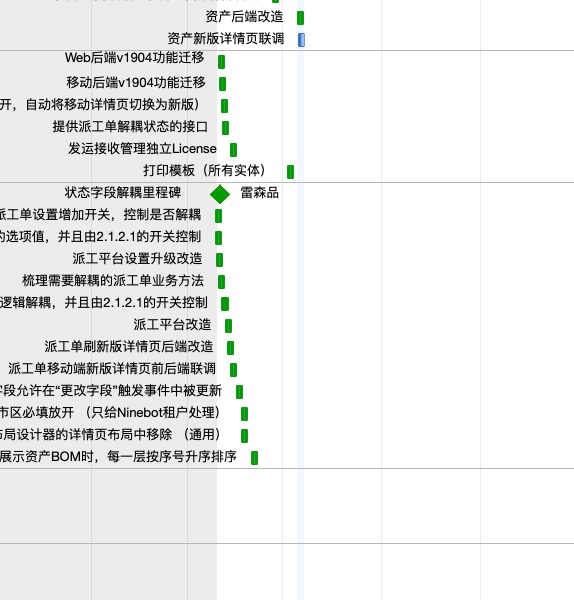 资产后端改造
资产新版详情页联调
Web后端v1904功能迁移
移动后端v1904功能迁移
开，自动将移动详情页切换为新版）
提供派工单解耦状态的接口
发运接收管理独立License
打印模板（所有实体）
状态字段解耦里程碑 雷森品
派工单设置增加开关，控制是否解耦
的选项值，并且由2.1.2.1的开关控制
派工平台设置升级改造
梳理需要解耦的派工单业务方法
逻辑解耦，并且由2.1.2.1的开关控制
派工平台改造
派工单刷新版详情页后端改造
派工单移动端新版详情页前后端联调
字段允许在“更改字段”触发事件中被更新
市区必填放开 （只给Ninebot租户处理）
布局设计器的详情页布局中移除 （通用）
展示资产BOM时，每一层按序号升序排序